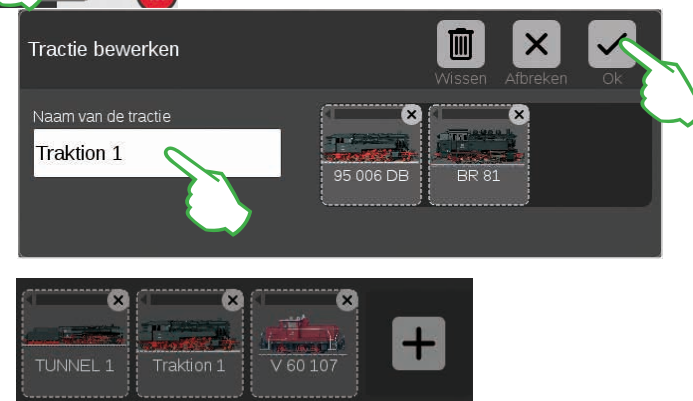 Tractie bewerken
Wissen Afbreken Ok
Naam van de tractie
Traktion 1
95 006 DB BR 81
TUNNEL 1 Traktion 1 V 60 107